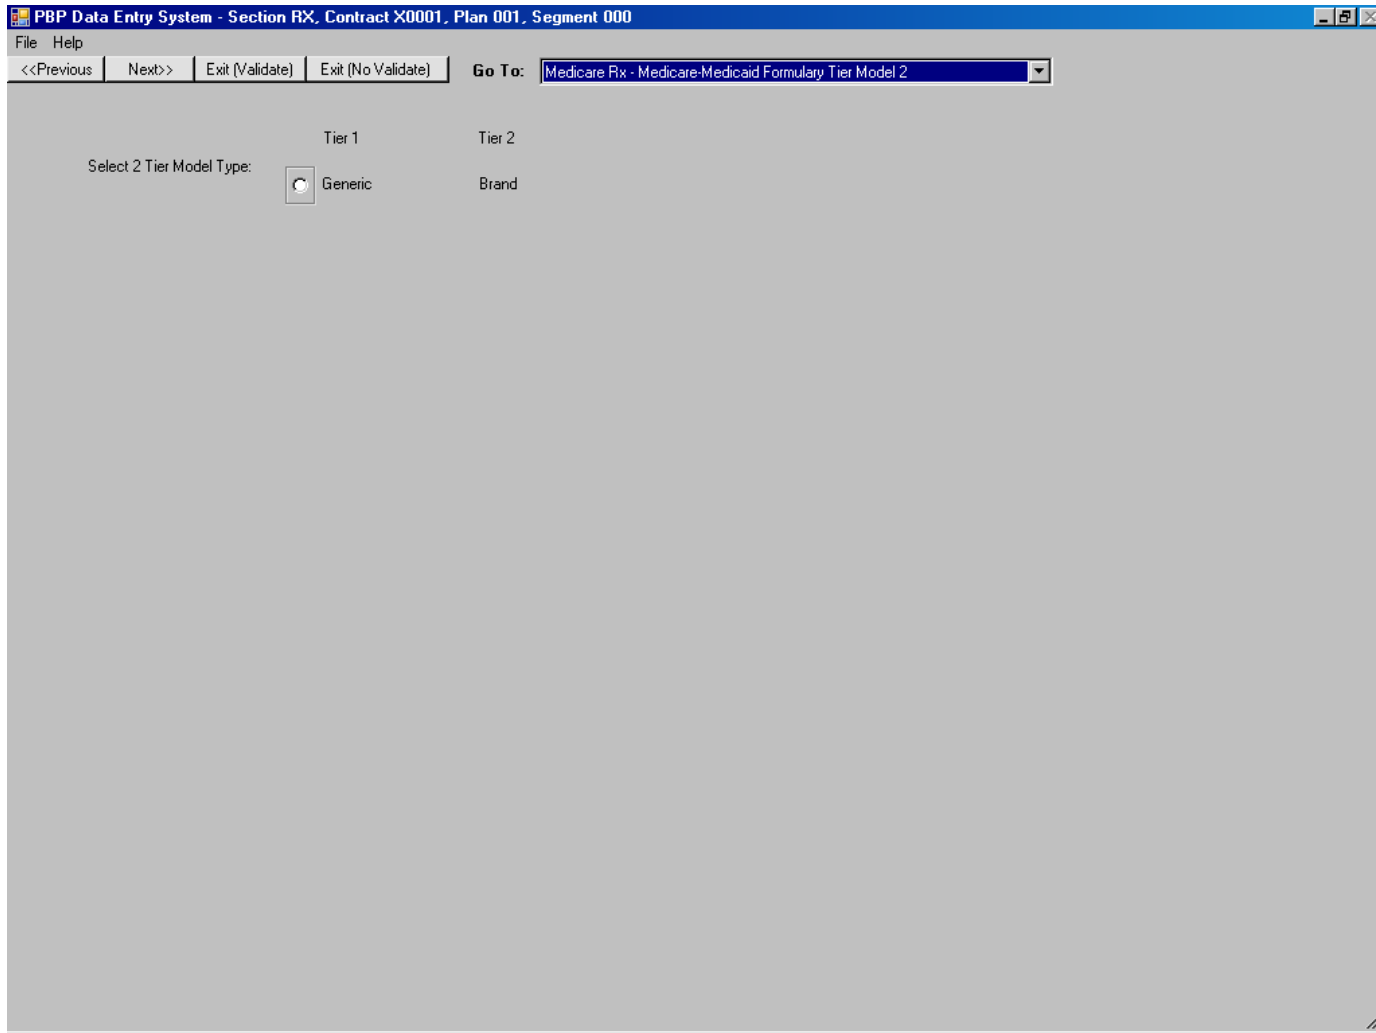 PBP Data Entry System - Section RX, Contract X0001, Plan 001, Segment 000
File Help
<<Previous Next>> Exit (Validate) Exit (No Validate) Go To: Medicare Rx - Medicare-Medicaid Formulary Tier Model 2
Tier 1 Tier 2
Select 2 Tier Model Type:
Generic Brand